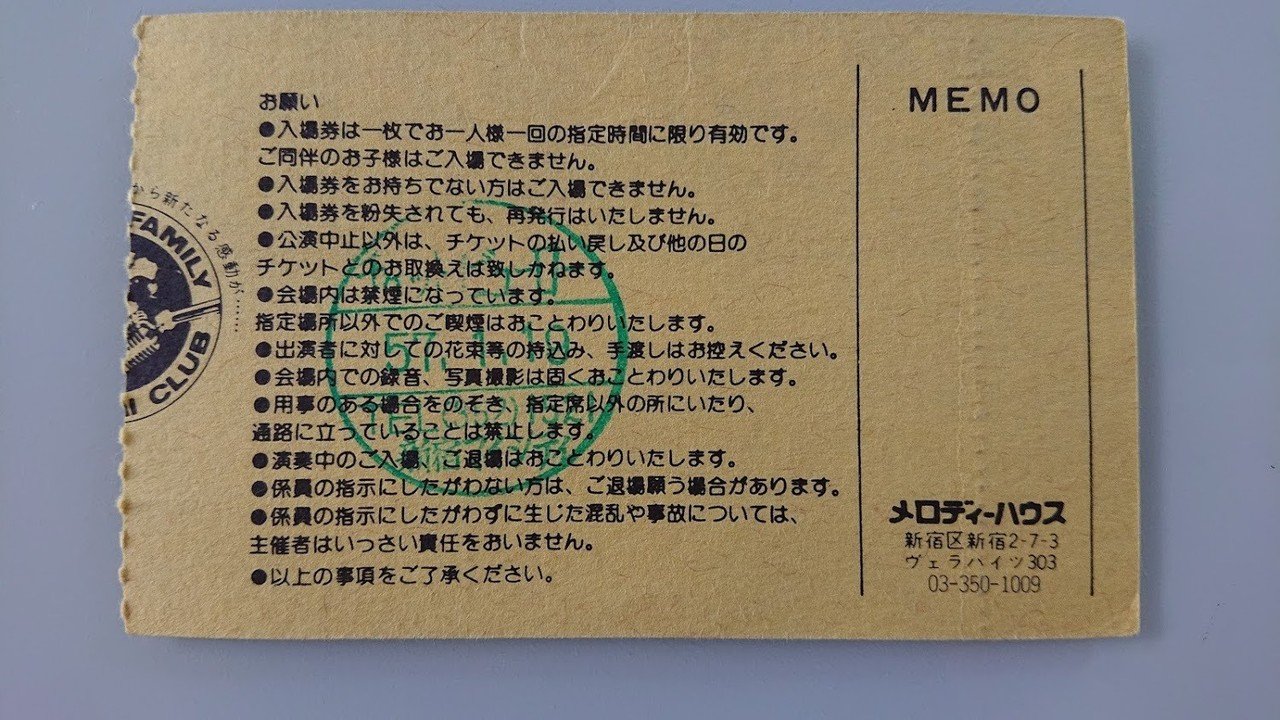 お願い
●入場券は一枚でお一人様一回の指定時間に限り有効です。
ご同伴のお子様はご入場できません。
●入場券をお持ちでない方はご入場できません。
●入場券を紛失されても、再発行はいたしません。
●公演中止以外は、チケットの払い戻し及び他の日の
チケットとのお取換えは致しかねます。
●会場内は禁煙になっています。
指定場所以外でのご喫煙はおことわりいたします。
●出演者に対しての花束等の持込み、手渡しはお控えください。
●会場内での録音、写真撮影は固くおことわりいたします。
●用事のある場合をのぞき、指定席以外の所にいたり、
通路に立っていることは禁止します。
●演奏中のご入場、ご退場はおことわりいたします。
●係員の指示にしたがわない方は、ご退場願う場合があります。
●係員の指示にしたがわずに生じた混乱や事故については、
主催者はいっさい責任をおいません。
●以上の事項をご了承ください。
から新たなる感動が……
FAMILY
CLUB
MEMO
メロディーハウス
新宿区新宿2-7-3
ヴェラハイツ303
03-350-1009